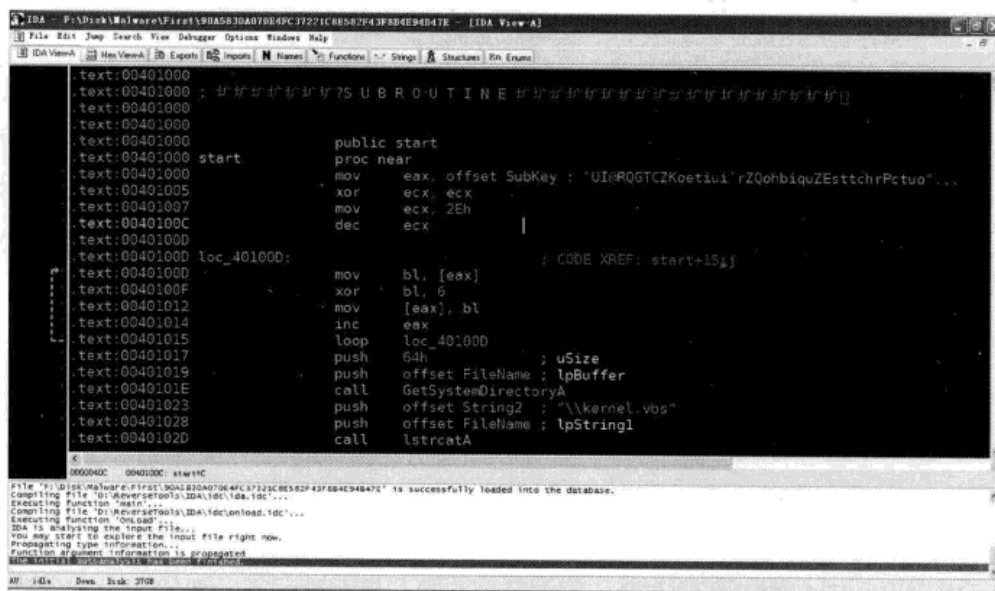 IDA - F:\Disk\Malware\First\90A5830A070E4FC37221C8E582F43F8D4E94B47E - [IDA View-A]
File Edit Jump Search View Debugger Options Windows Help
IDA View-A Hex View-A Exports Imports N Names Functions Strings Structures En Enums
.text:00401000
.text:00401000 ; ?S U B R O U T I N E
.text:00401000
.text:00401000
.text:00401000 public start
.text:00401000 start proc near
.text:00401000 mov eax, offset SubKey ; "UI@RQGTCZKoetiui`rZQohbiquZEsttchrPctuo"...
.text:00401005 xor ecx, ecx
.text:00401007 mov ecx, 2Eh
.text:0040100C dec ecx
.text:0040100D
.text:0040100D loc_40100D: ; CODE XREF: start+15j
.text:0040100D mov bl, [eax]
.text:0040100F xor bl, 6
.text:00401012 mov [eax], bl
.text:00401014 inc eax
.text:00401015 loop loc_40100D
.text:00401017 push 64h ; uSize
.text:00401019 push offset FileName ; lpBuffer
.text:0040101E call GetSystemDirectoryA
.text:00401023 push offset String2 ; "\\kernel.vbs"
.text:00401028 push offset FileName ; lpString1
.text:0040102D call lstrcatA
0000040C 0040100C: start+C
File 'F:\Disk\Malware\First\90A5830A070E4FC37221C8E582F43F8B4E94B47E' is successfully loaded into the database.
Compiling file 'D:\ReverseTools\IDA\idc\ida.idc'...
Executing function 'main'...
Compiling file 'D:\ReverseTools\IDA\idc\onload.idc'...
Executing function 'OnLoad'...
IDA is analysing the input file...
You may start to explore the input file right now.
Propagating type information...
Function argument information is propagated
The initial autoanalysis has been finished.
AU: idle Down Disk: 37GB